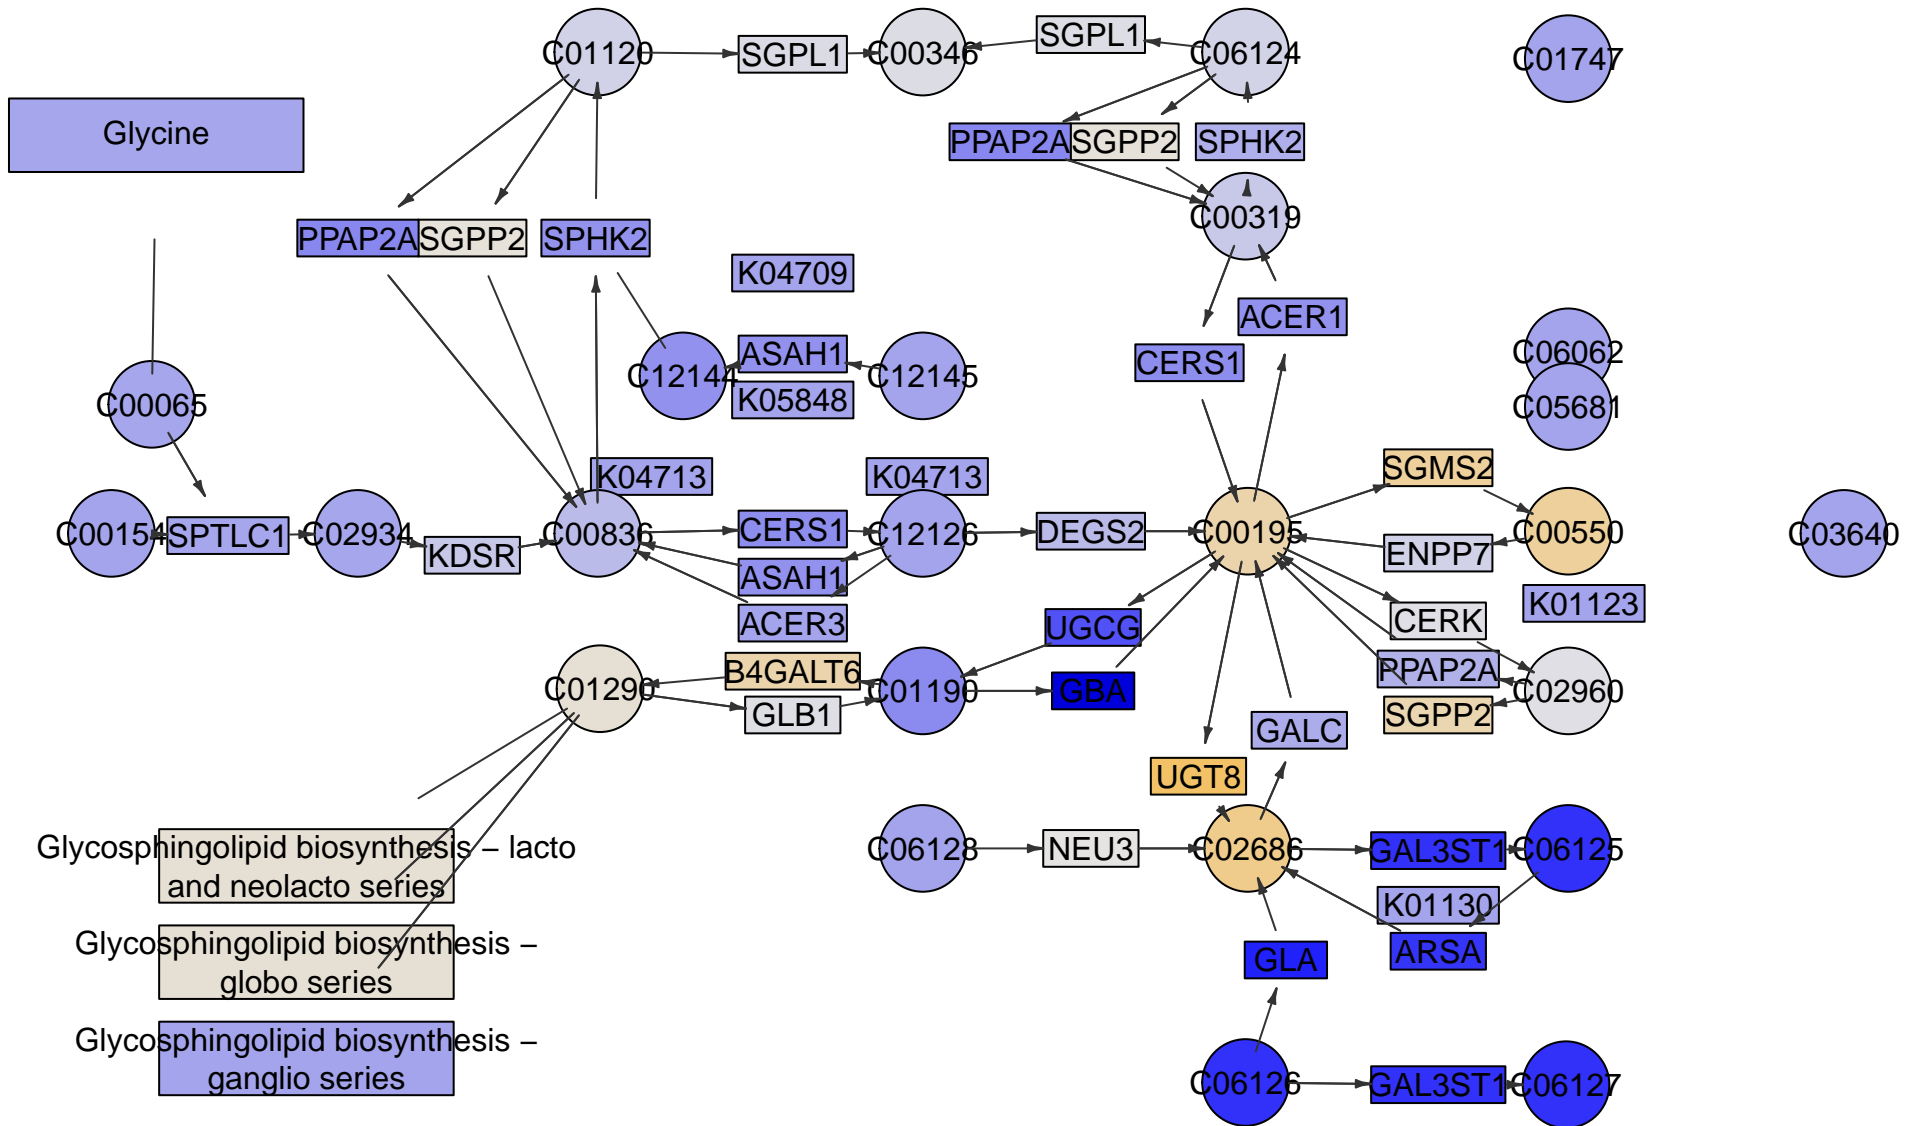 C01120
SGPL1
C00346
SGPL1
C06124
C01747
Glycine
PPAP2A
SGPP2
SPHK2
PPAP2A
SGPP2
SPHK2
C00319
K04709
ACER1
C12144
ASAH1
C12145
K05848
CERS1
C06062
C05681
C00065
K04713
K04713
SGMS2
C00154
SPTLC1
C02934
KDSR
C00836
CERS1
C12126
DEGS2
C00195
ENPP7
C00550
C03640
ASAH1
ACER3
K01123
UGCG
CERK
C01290
B4GALT6
GLB1
C01190
GBA
PPAP2A
SGPP2
C02960
GALC
UGT8
Glycosphingolipid biosynthesis – lacto
and neolacto series
C06128
NEU3
C02686
GAL3ST1
C06125
K01130
ARSA
Glycosphingolipid biosynthesis –
globo series
GLA
Glycosphingolipid biosynthesis –
ganglio series
C06126
GAL3ST1
C06127